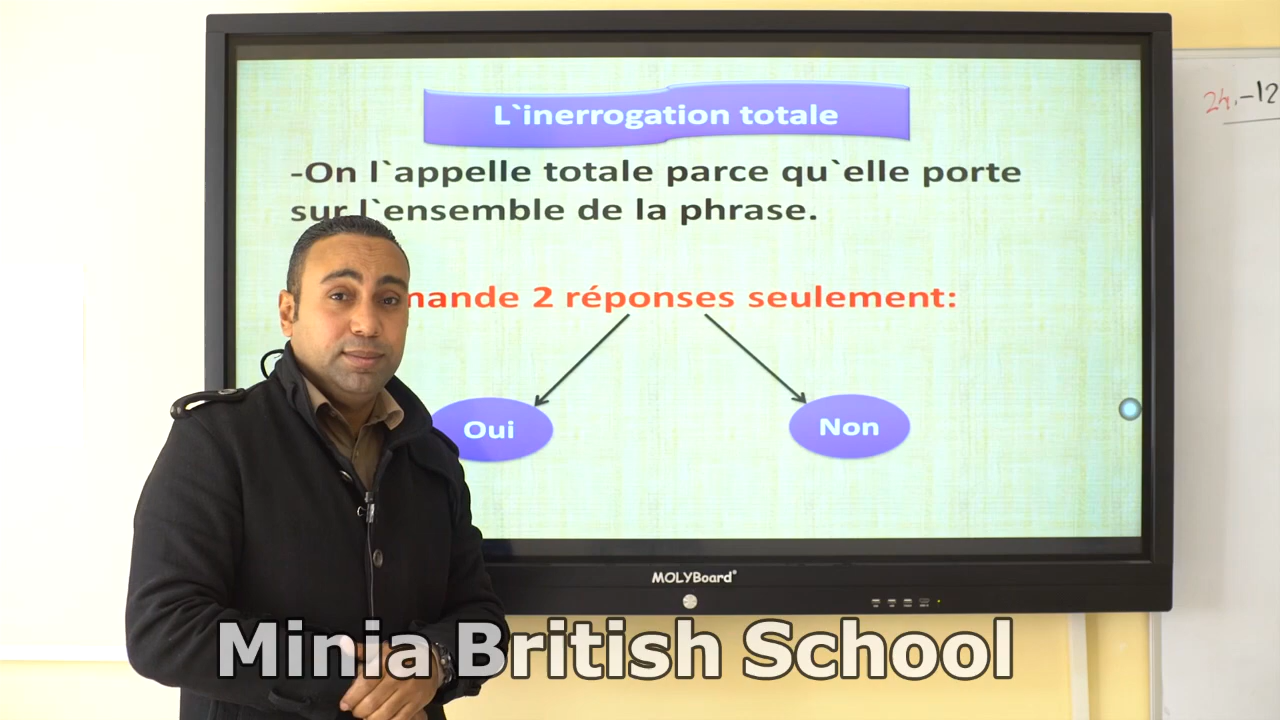 L`inerrogation totale
-On l`appelle totale parce qu`elle porte
sur l`ensemble de la phrase.
2 réponses seulement:
Oui
Non
24,-12
MOLYBoard
Minia British School